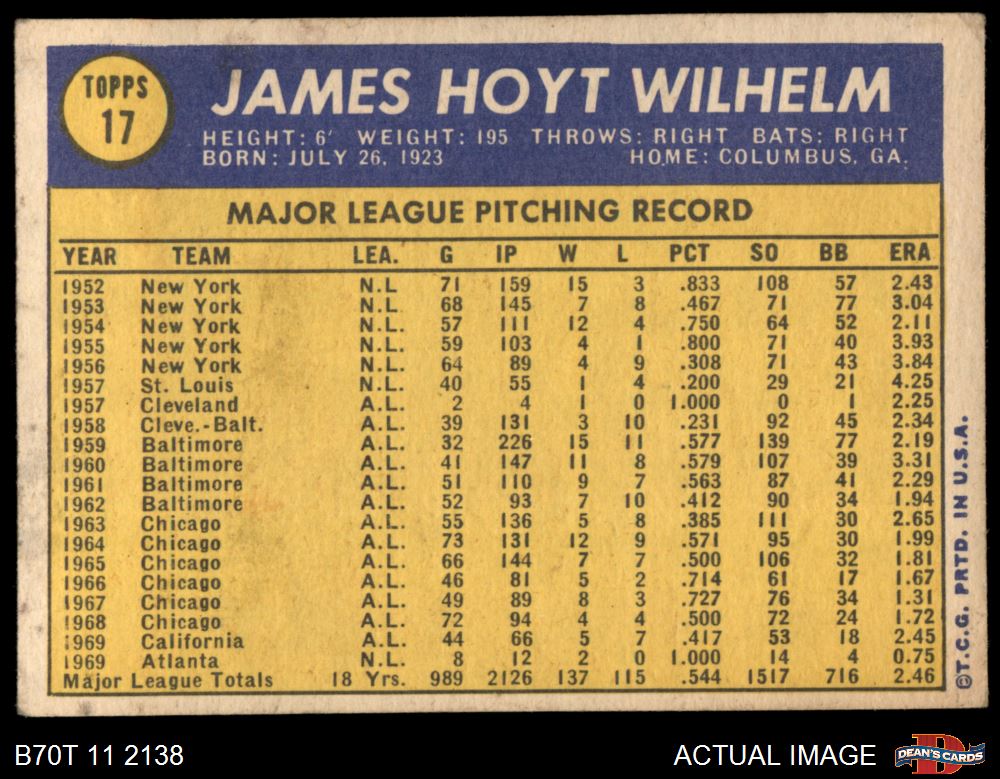 TOPPS
17
JAMES HOYT WILHELM
HEIGHT: 6' WEIGHT: 195 THROWS: RIGHT BATS: RIGHT
BORN: JULY 26, 1923 HOME: COLUMBUS, GA.
MAJOR LEAGUE PITCHING RECORD
YEAR TEAM LEA. G IP W L PCT SO BB ERA
1952 New York N.L 71 159 15 3 .833 108 57 2.43
1953 New York N.L. 68 145 7 8 .467 71 77 3.04
1954 New York N.L. 57 111 12 4 .750 64 52 2.11
1955 New York N.L. 59 103 4 1 .800 71 40 3.93
1956 New York N.L. 64 89 4 9 .308 71 43 3.84
1957 St. Louis N.L. 40 55 1 4 .200 29 21 4.25
1957 Cleveland A.L. 2 4 1 0 1.000 0 1 2.25
1958 Cleve.-Balt. A.L. 39 131 3 10 .231 92 45 2.34
1959 Baltimore A.L. 32 226 15 11 .577 139 77 2.19
1960 Baltimore A.L. 41 147 11 8 .579 107 39 3.31
1961 Baltimore A.L. 51 110 9 7 .563 87 41 2.29
1962 Baltimore A.L. 52 93 7 10 .412 90 34 1.94
1963 Chicago A.L. 55 136 5 8 .385 111 30 2.65
1964 Chicago A.L. 73 131 12 9 .571 95 30 1.99
1965 Chicago A.L. 66 144 7 7 .500 106 32 1.81
1966 Chicago A.L. 46 81 5 2 .714 61 17 1.67
1967 Chicago A.L. 49 89 8 3 .727 76 34 1.31
1968 Chicago A.L. 72 94 4 4 .500 72 24 1.72
1969 California A.L. 44 66 5 7 .417 53 18 2.45
1969 Atlanta N.L. 8 12 2 0 1.000 14 4 0.75
Major League Totals 18 Yrs. 989 2126 137 115 .544 1517 716 2.46
©T.C.G. PRTD. IN U.S.A.
B70T 11 2138
ACTUAL IMAGE
DEAN'S CARDS